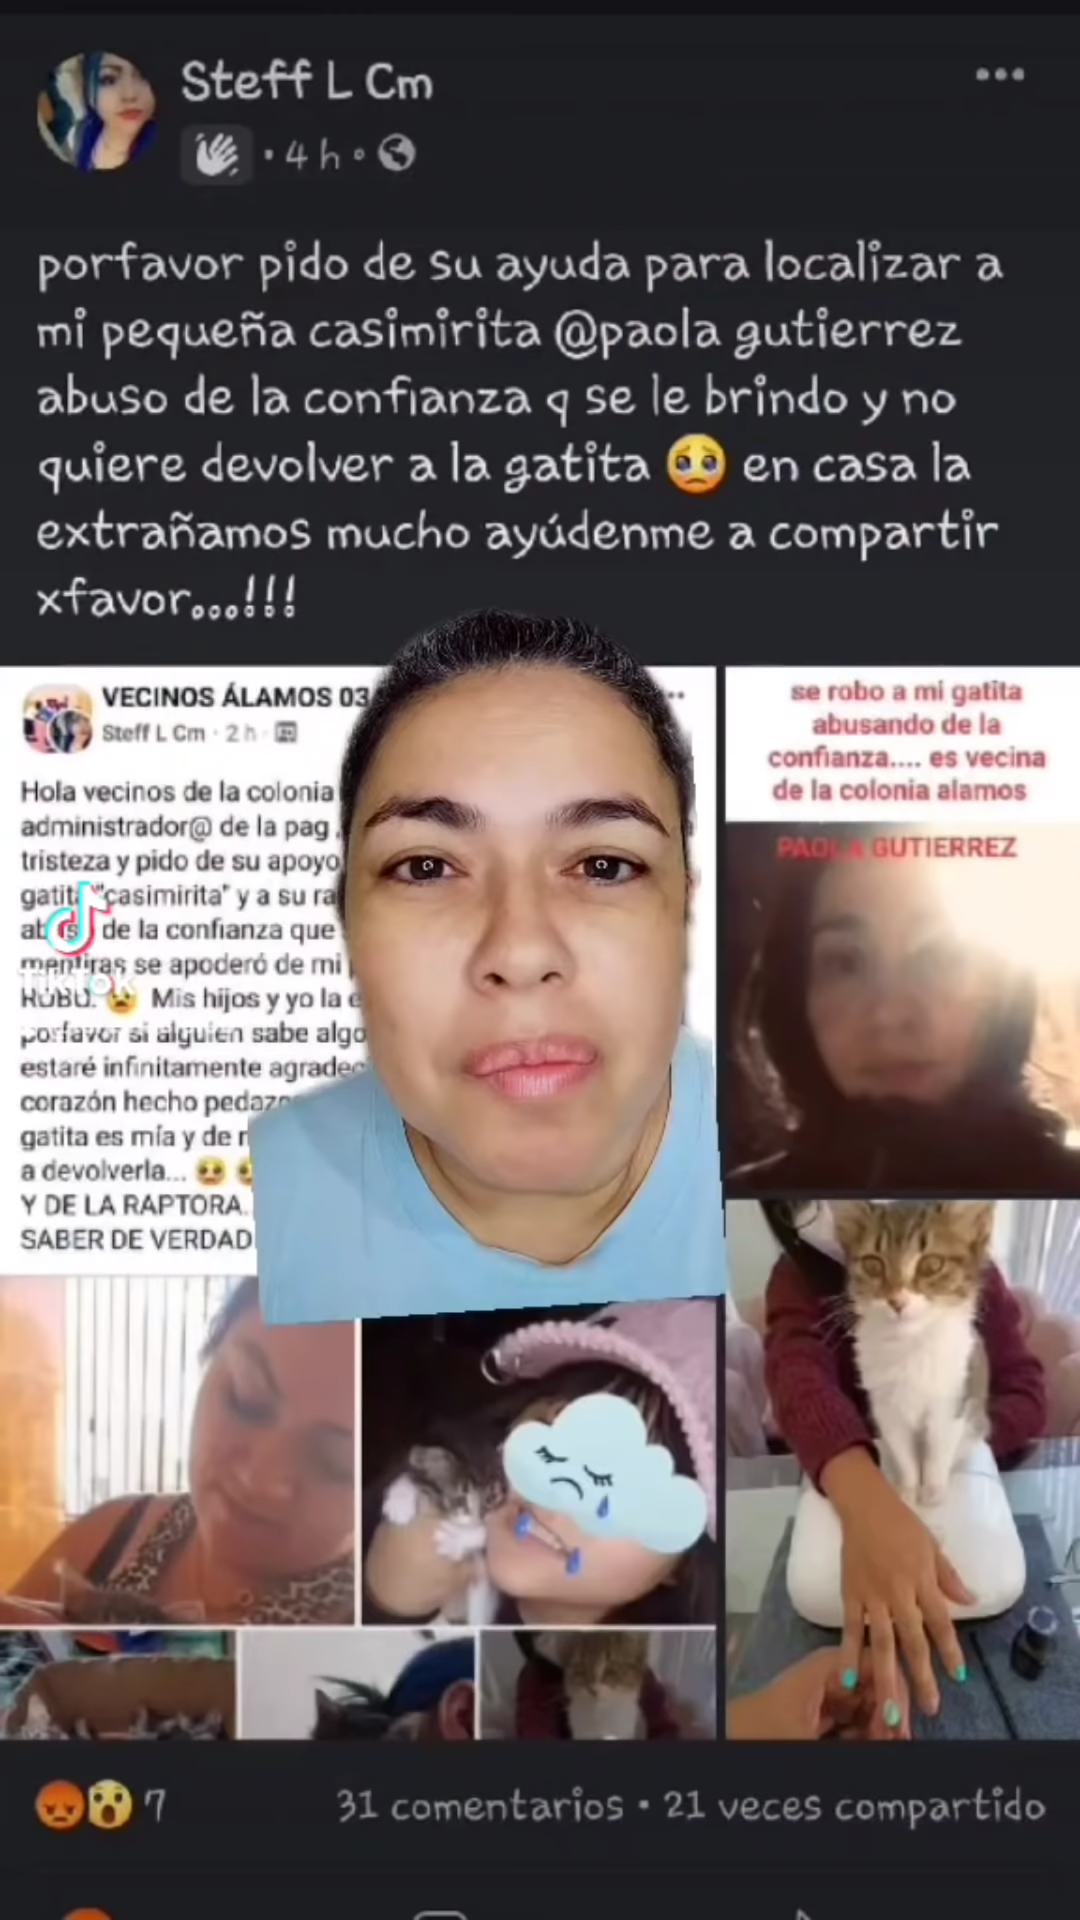 Steff L Cm
4 h
porfavor pido de su ayuda para localizar a
mi pequeña casimirita @paola gutierrez
abuso de la confianza q se le brindo y no
quiere devolver a la gatita 🥺 en casa la
extrañamos mucho ayúdenme a compartir
xfavor...!!!
VECINOS ÁLAMOS 03
Steff L Cm · 2 h
Hola vecinos de la colonia
administrador@ de la pag
tristeza y pido de su apoyo
"casimirita" y a su
de la confianza que
mentiras se apoderó de mi
ROBO. 😢 Mis hijos y yo la
porfavor si alguien sabe algo
estaré infinitamente
corazón hecho
gatita es mía y de
a devolverla... 🥺
Y DE LA RAPTORA.
SABER DE VERDAD
TikTok
se robo a mi gatita
abusando de la
confianza.... es vecina
de la colonia alamos
PAOLA GUTIERREZ
7
31 comentarios • 21 veces compartido